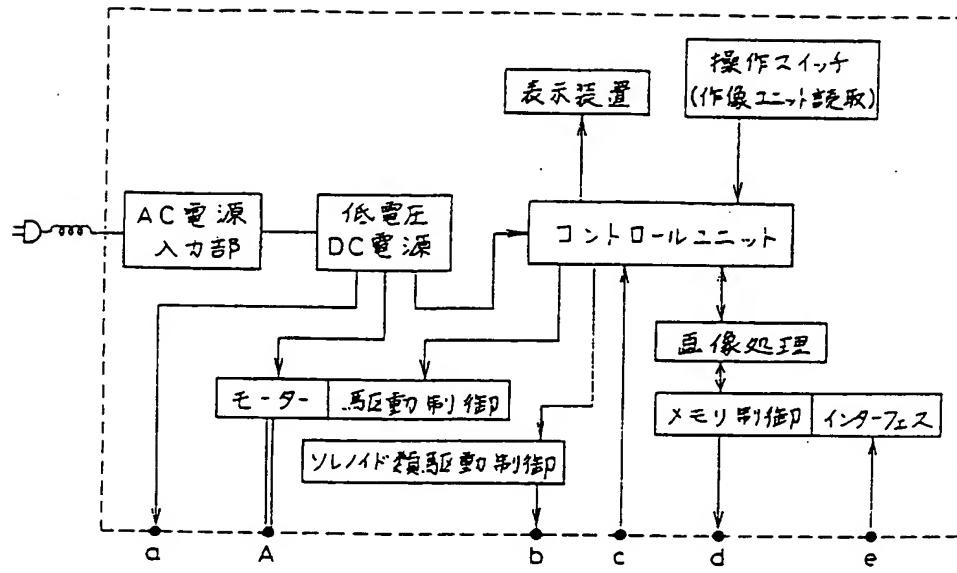 表示装置
操作スイッチ
(作像ユニット読取)
AC電源
入力部
低電圧
DC電源
コントロールユニット
画像処理
モーター
駆動制御
メモリ制御
インターフェス
ソレノイド類駆動制御
a
A
b
c
d
e